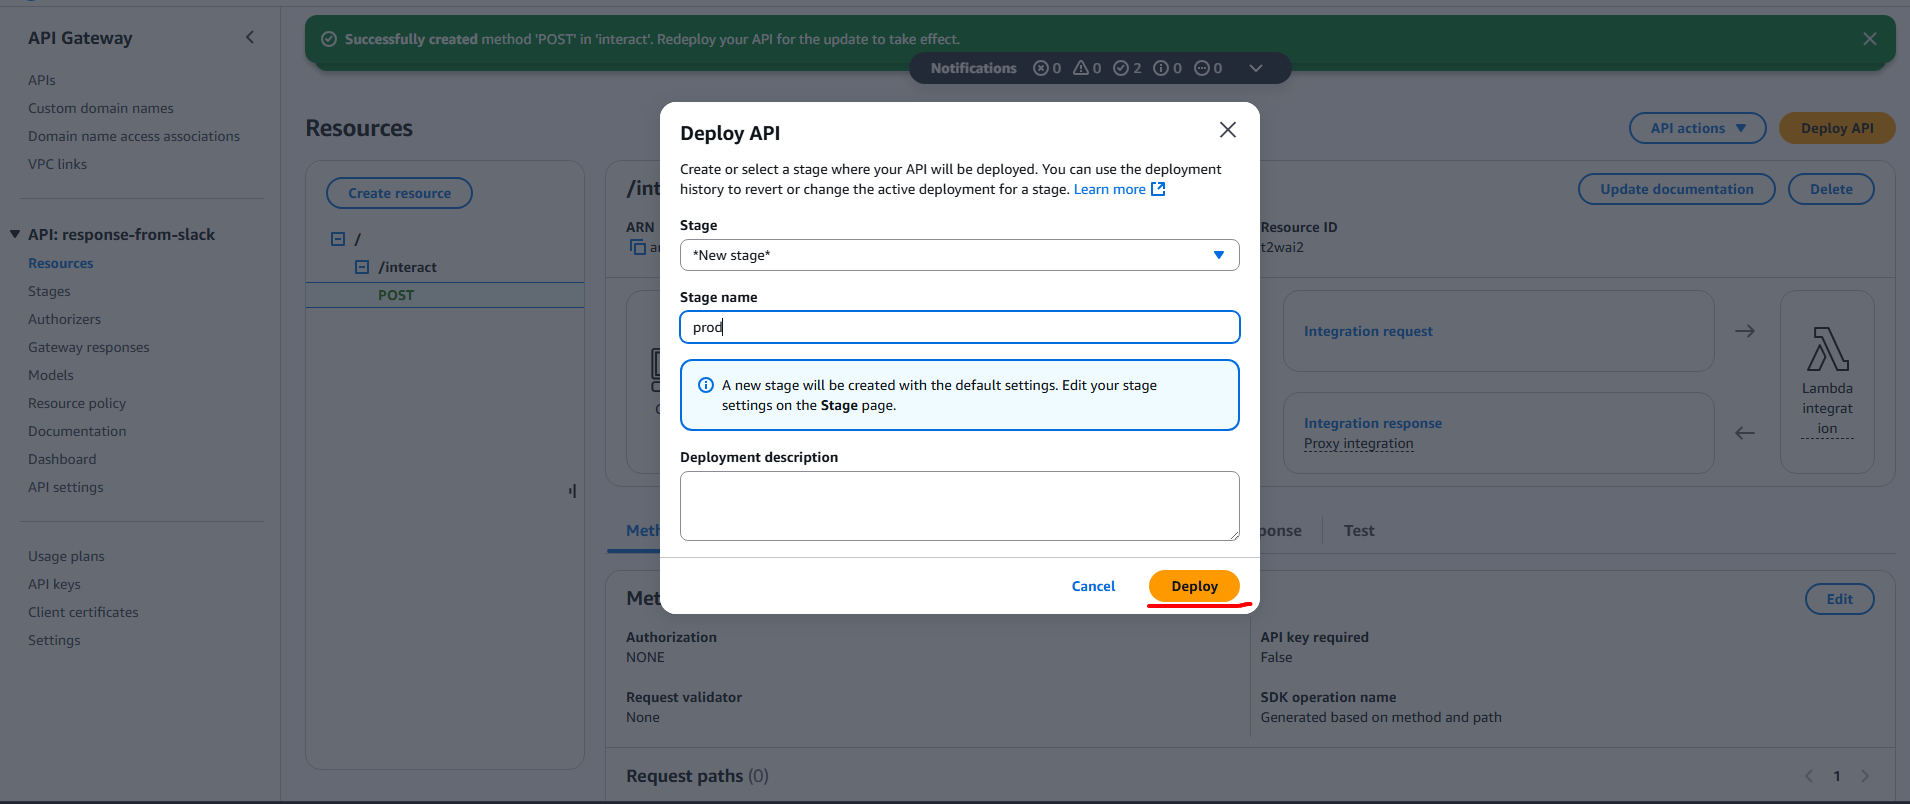 API Gateway
APIs
Custom domain names
Domain name access associations
VPC links
API: response-from-slack
Resources
Stages
Authorizers
Gateway responses
Models
Resource policy
Documentation
Dashboard
API settings
Usage plans
API keys
Client certificates
Settings
Successfully created method 'POST' in 'interact'. Redeploy your API for the update to take effect.
Notifications 0 0 2 0 0
Resources
API actions
Deploy API
Create resource
/
/interact
POST
/int
Update documentation
Delete
ARN
Resource ID
t2wai2
Integration request
Integration response
Proxy integration
Lambda
integrat
ion
Deploy API
Create or select a stage where your API will be deployed. You can use the deployment
history to revert or change the active deployment for a stage. Learn more
Stage
*New stage*
Stage name
prod
A new stage will be created with the default settings. Edit your stage
settings on the Stage page.
Deployment description
Cancel
Deploy
Test
Edit
Authorization
NONE
API key required
False
Request validator
None
SDK operation name
Generated based on method and path
Request paths (0)
1